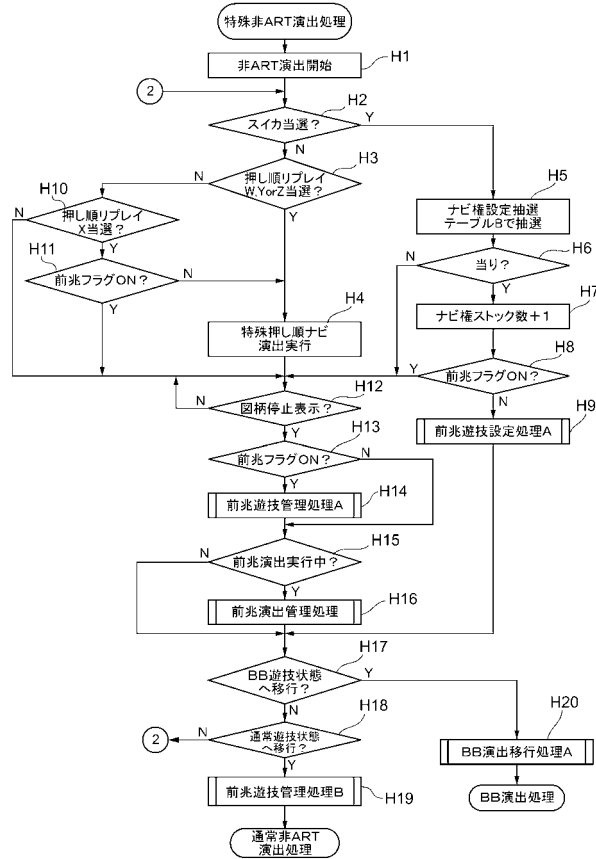 特殊非ART演出処理
非ART演出開始
H1
2
H2
スイカ当選？
Y
N
H3
押し順リプレイ
W,YorZ当選？
N
Y
H10
押し順リプレイ
X当選？
N
Y
H11
前兆フラグON？
N
Y
H5
ナビ権設定抽選
テーブルBで抽選
H6
当り？
N
Y
H7
ナビ権ストック数＋１
H4
特殊押し順ナビ
演出実行
H8
前兆フラグON？
Y
N
H9
前兆遊技設定処理A
H12
図柄停止表示？
N
Y
H13
前兆フラグON？
N
Y
H14
前兆遊技管理処理A
H15
前兆演出実行中？
N
Y
H16
前兆演出管理処理
H17
BB遊技状態
へ移行？
Y
N
H18
通常遊技状態
へ移行？
N
2
Y
H20
BB演出移行処理A
BB演出処理
前兆遊技管理処理B
H19
通常非ART
演出処理